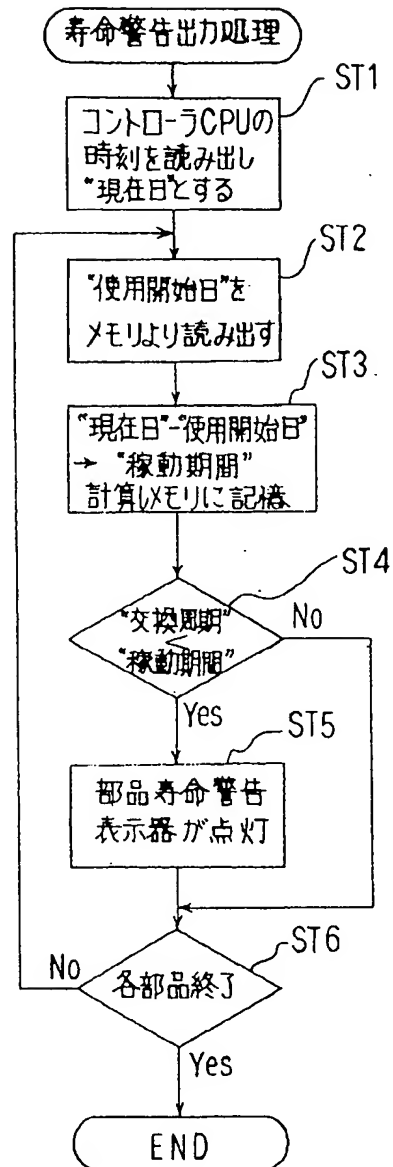 寿命警告出力処理
ST1
コントローラCPUの
時刻を読み出し
"現在日"とする
ST2
"使用開始日"を
メモリより読み出す
ST3
"現在日"-"使用開始日"
→ "稼動期間"
計算しメモリに記憶
ST4
"交換周期"
<
"稼動期間"
No
Yes
ST5
部品寿命警告
表示器が点灯
ST6
No
各部品終了
Yes
END